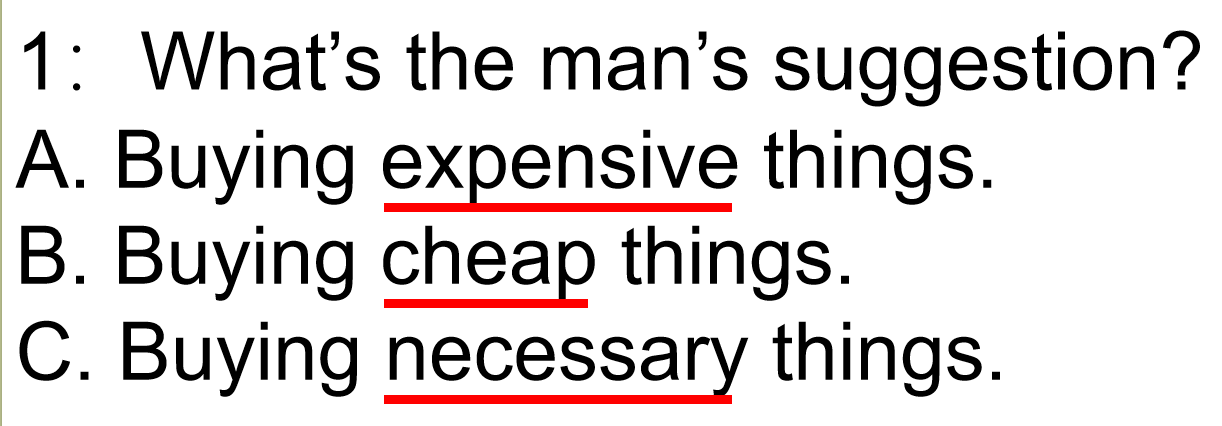 1： What’s the man’s suggestion?
A. Buying expensive things.
B. Buying cheap things.
C. Buying necessary things.